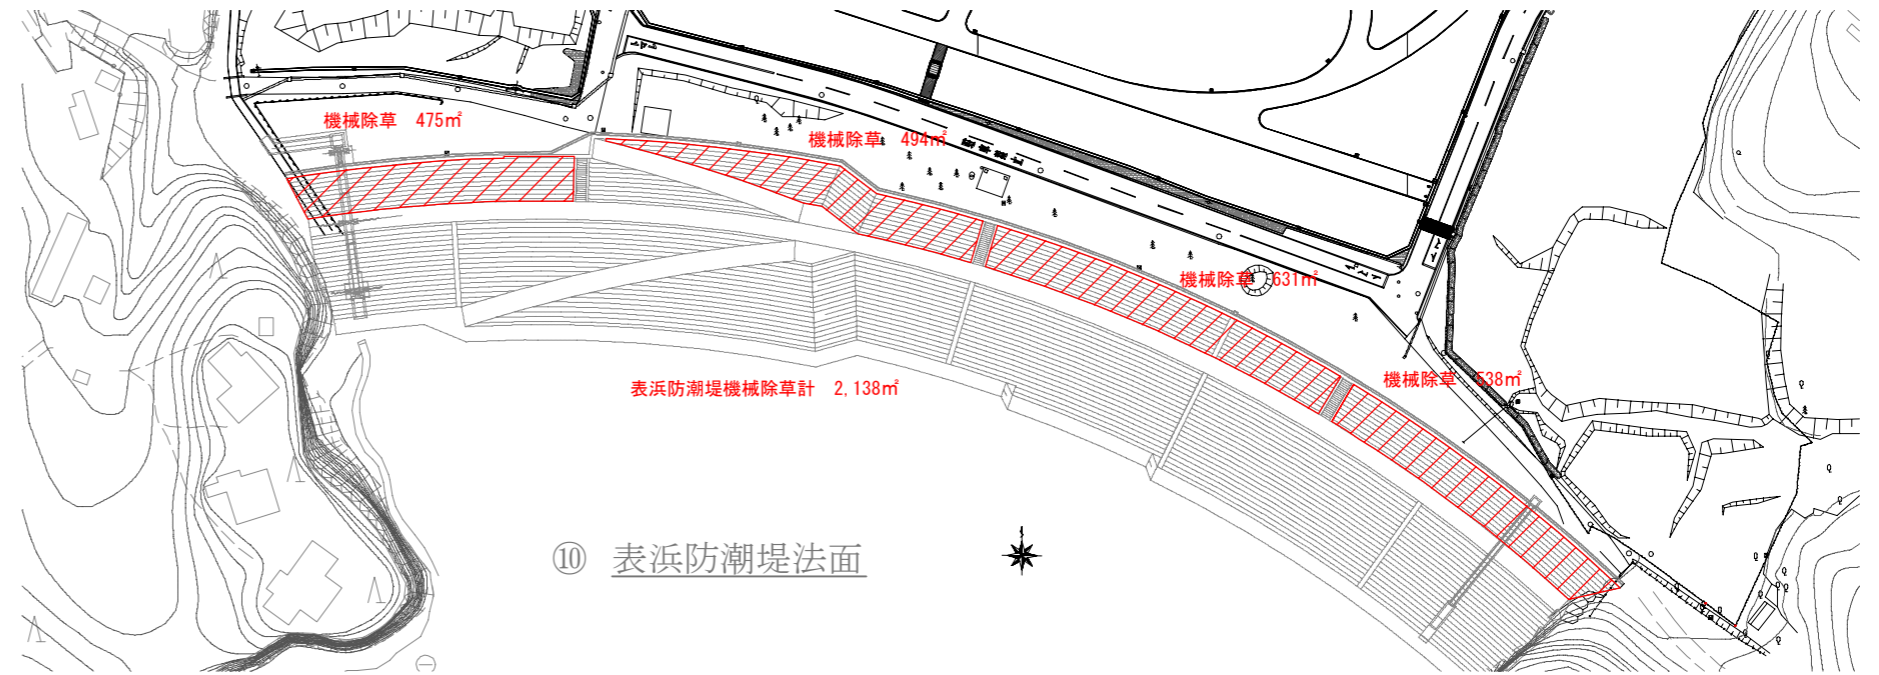 機械除草　475㎡
機械除草　494㎡
機械除草　631㎡
機械除草　538㎡
表浜防潮堤機械除草計　2,138㎡
⑩　表浜防潮堤法面